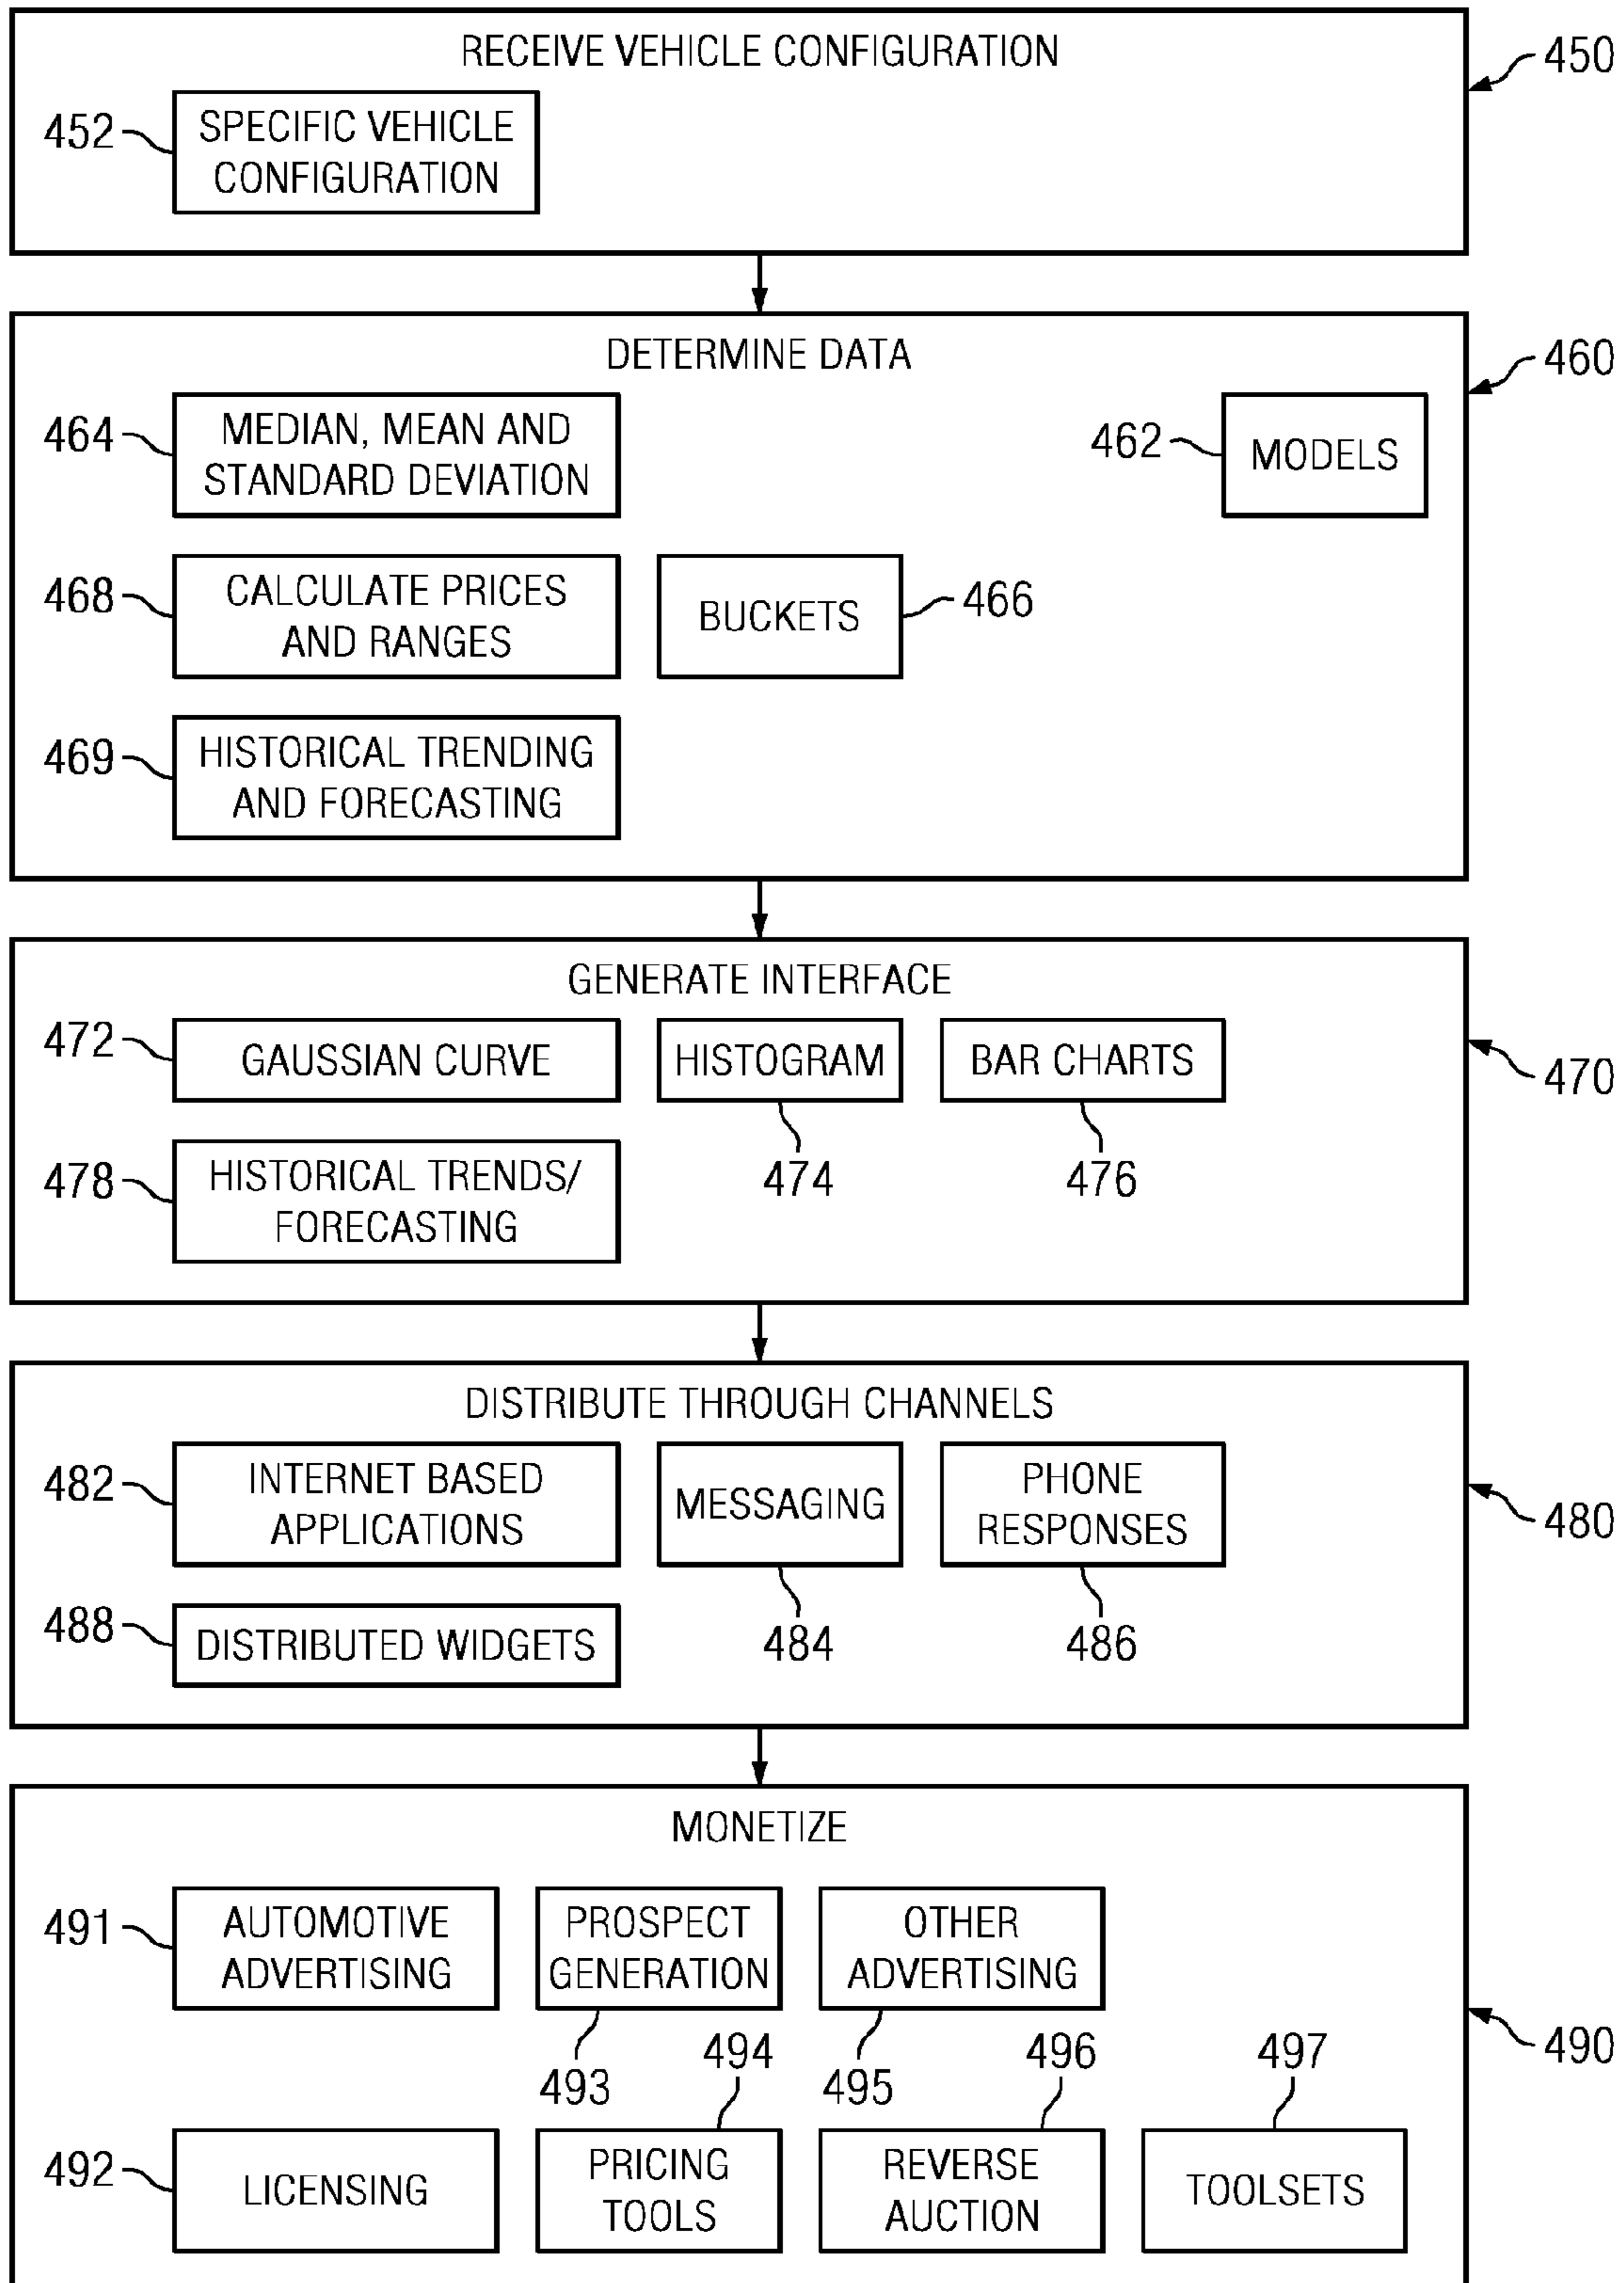 RECEIVE VEHICLE CONFIGURATION
450
452
SPECIFIC VEHICLE
CONFIGURATION
DETERMINE DATA
460
464
MEDIAN, MEAN AND
STANDARD DEVIATION
462
MODELS
468
CALCULATE PRICES
AND RANGES
BUCKETS
466
469
HISTORICAL TRENDING
AND FORECASTING
GENERATE INTERFACE
472
GAUSSIAN CURVE
HISTOGRAM
BAR CHARTS
470
478
HISTORICAL TRENDS/
FORECASTING
474
476
DISTRIBUTE THROUGH CHANNELS
482
INTERNET BASED
APPLICATIONS
MESSAGING
PHONE
RESPONSES
480
488
DISTRIBUTED WIDGETS
484
486
MONETIZE
491
AUTOMOTIVE
ADVERTISING
PROSPECT
GENERATION
OTHER
ADVERTISING
490
493
494
495
496
497
492
LICENSING
PRICING
TOOLS
REVERSE
AUCTION
TOOLSETS